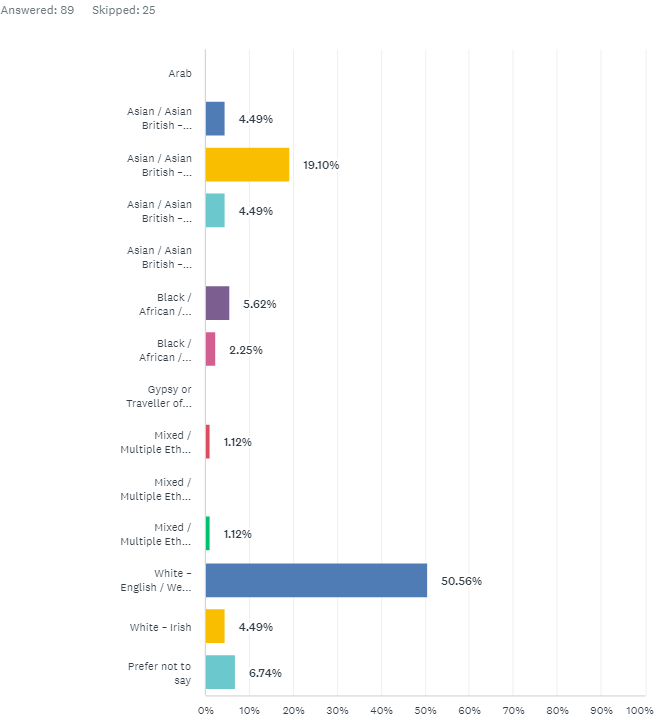 Answered: 89 Skipped: 25
Arab
Asian / Asian
British –...
4.49%
Asian / Asian
British –...
19.10%
Asian / Asian
British –...
4.49%
Asian / Asian
British –...
Black /
African /...
5.62%
Black /
African /...
2.25%
Gypsy or
Traveller of...
Mixed /
Multiple Eth...
1.12%
Mixed /
Multiple Eth...
Mixed /
Multiple Eth...
1.12%
White –
English / We...
50.56%
White – Irish
4.49%
Prefer not to
say
6.74%
0% 10% 20% 30% 40% 50% 60% 70% 80% 90% 100%